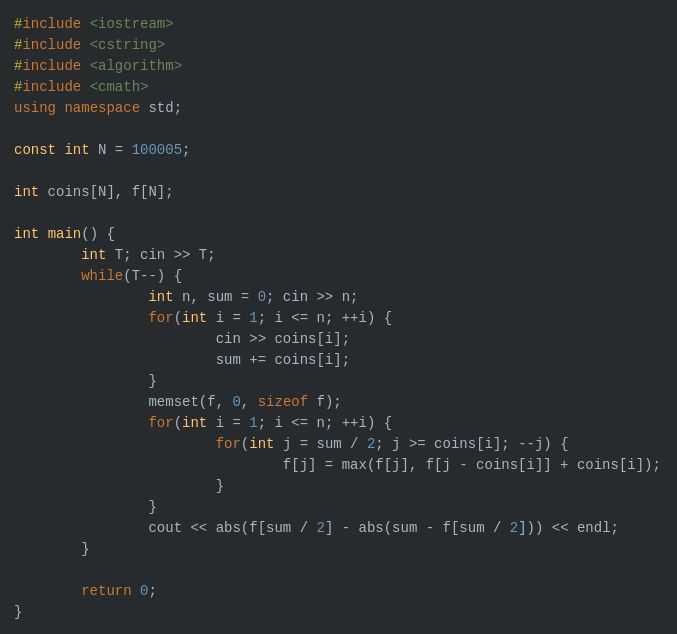 #include <iostream>
#include <cstring>
#include <algorithm>
#include <cmath>
using namespace std;

const int N = 100005;

int coins[N], f[N];

int main() {
        int T; cin >> T;
        while(T--) {
                int n, sum = 0; cin >> n;
                for(int i = 1; i <= n; ++i) {
                        cin >> coins[i];
                        sum += coins[i];
                }
                memset(f, 0, sizeof f);
                for(int i = 1; i <= n; ++i) {
                        for(int j = sum / 2; j >= coins[i]; --j) {
                                f[j] = max(f[j], f[j - coins[i]] + coins[i]);
                        }
                }
                cout << abs(f[sum / 2] - abs(sum - f[sum / 2])) << endl;
        }

        return 0;
}